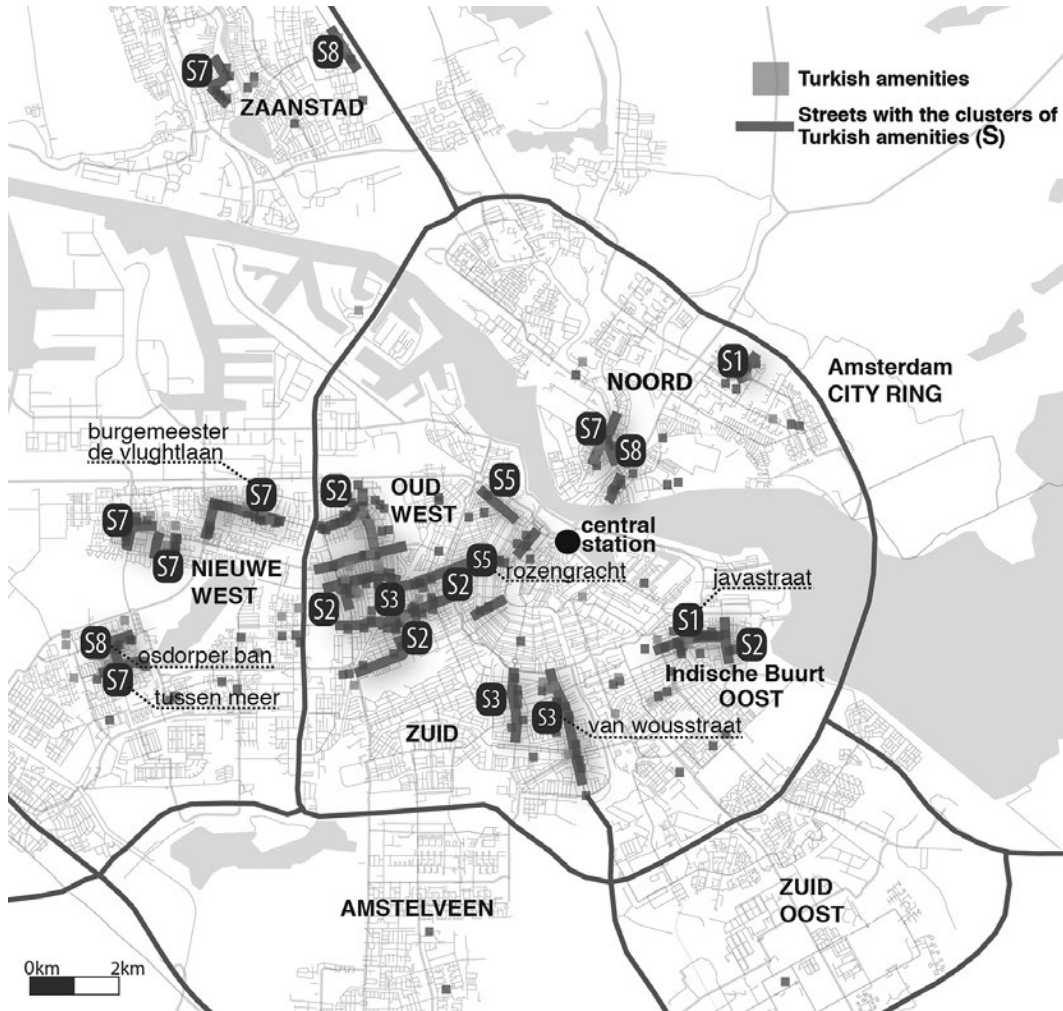 S7
S8
ZAANSTAD
Turkish amenities
Streets with the clusters of
Turkish amenities (S)
S1
NOORD
Amsterdam
CITY RING
S7
S8
burgemeester
de vlughtlaan
S7
S2
OUD
WEST
S5
S7
S7
NIEUWE
WEST
central
station
S5
rozengracht
S2
S3
S2
S2
javastraat
S1
S2
Indische Buurt
OOST
S8
osdorper ban
S7
tussen meer
ZUID
S3
S3
van wousstraat
AMSTELVEEN
ZUID
OOST
0km
2km